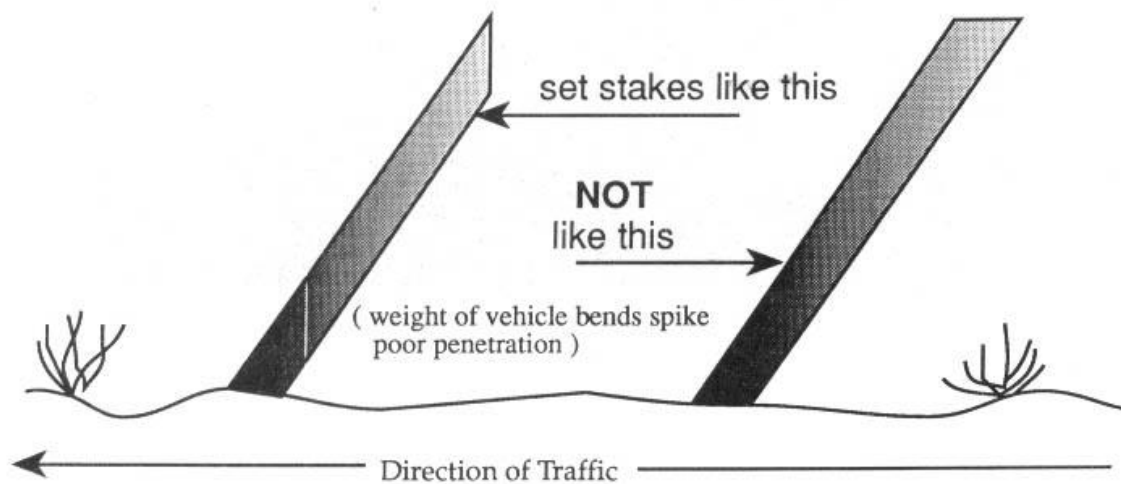 set stakes like this
NOT
like this
( weight of vehicle bends spike
poor penetration )
Direction of Traffic